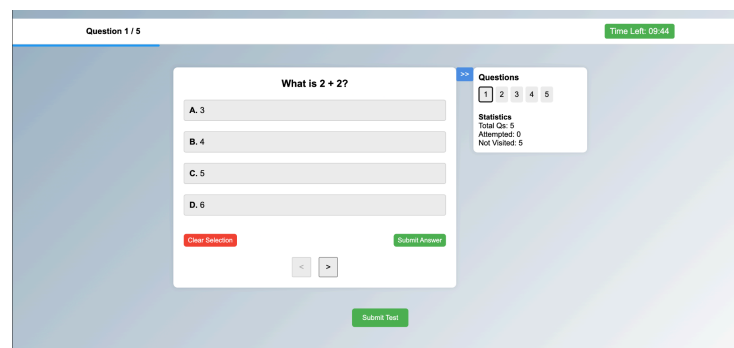 Question 1 / 5
Time Left: 09:44
What is 2 + 2?
A. 3
B. 4
C. 5
D. 6
Clear Selection
Submit Answer
<
>
>>
Questions
1 2 3 4 5
Statistics
Total Qs: 5
Attempted: 0
Not Visited: 5
Submit Test